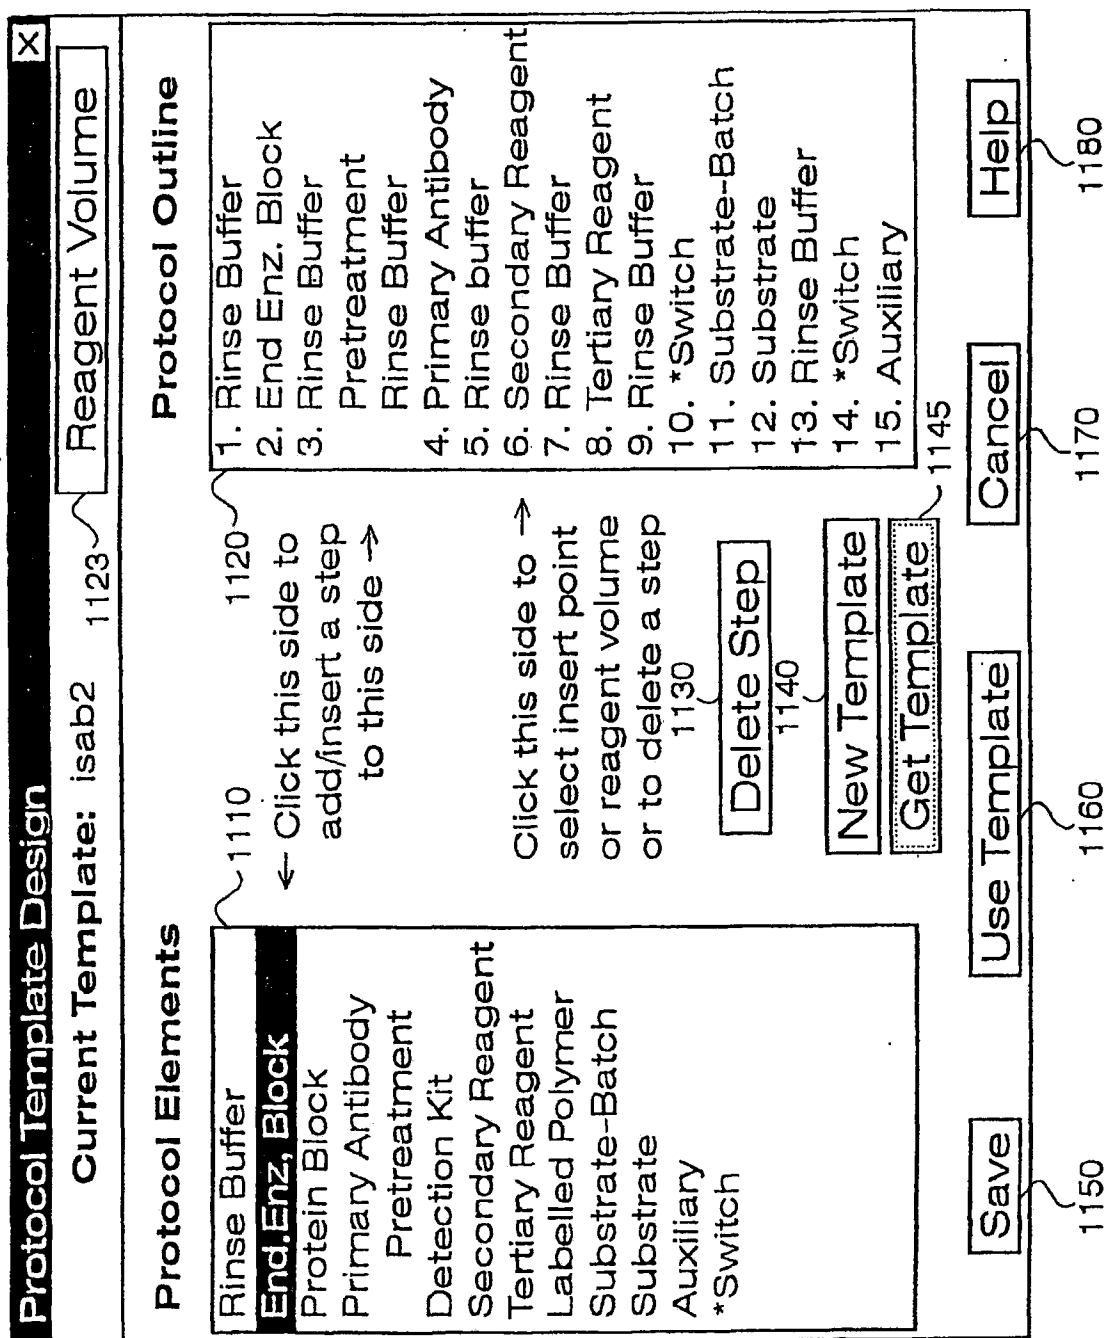 Protocol Template Design X
Current Template: isab2
1123
Reagent Volume
Protocol Elements
1110
Rinse Buffer
End.Enz, Block
Protein Block
Primary Antibody
Pretreatment
Detection Kit
Secondary Reagent
Tertiary Reagent
Labelled Polymer
Substrate-Batch
Substrate
Auxiliary
*Switch
← Click this side to
add/insert a step
to this side →
Click this side to →
select insert point
or reagent volume
or to delete a step
1130
Delete Step
1140
New Template
Get Template
1145
Protocol Outline
1120
1. Rinse Buffer
2. End Enz. Block
3. Rinse Buffer
Pretreatment
Rinse Buffer
4. Primary Antibody
5. Rinse buffer
6. Secondary Reagent
7. Rinse Buffer
8. Tertiary Reagent
9. Rinse Buffer
10. *Switch
11. Substrate-Batch
12. Substrate
13. Rinse Buffer
14. *Switch
15. Auxiliary
Save
Use Template
Cancel
Help
1150
1160
1170
1180